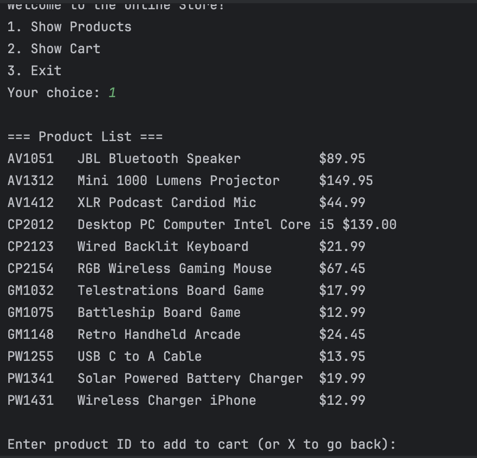 Welcome to the Online Store!
1. Show Products
2. Show Cart
3. Exit
Your choice: 1
=== Product List ===
AV1051   JBL Bluetooth Speaker          $89.95
AV1312   Mini 1000 Lumens Projector     $149.95
AV1412   XLR Podcast Cardiod Mic        $44.99
CP2012   Desktop PC Computer Intel Core i5 $139.00
CP2123   Wired Backlit Keyboard         $21.99
CP2154   RGB Wireless Gaming Mouse      $67.45
GM1032   Telestrations Board Game       $17.99
GM1075   Battleship Board Game          $12.99
GM1148   Retro Handheld Arcade          $24.45
PW1255   USB C to A Cable               $13.95
PW1341   Solar Powered Battery Charger  $19.99
PW1431   Wireless Charger iPhone        $12.99
Enter product ID to add to cart (or X to go back):